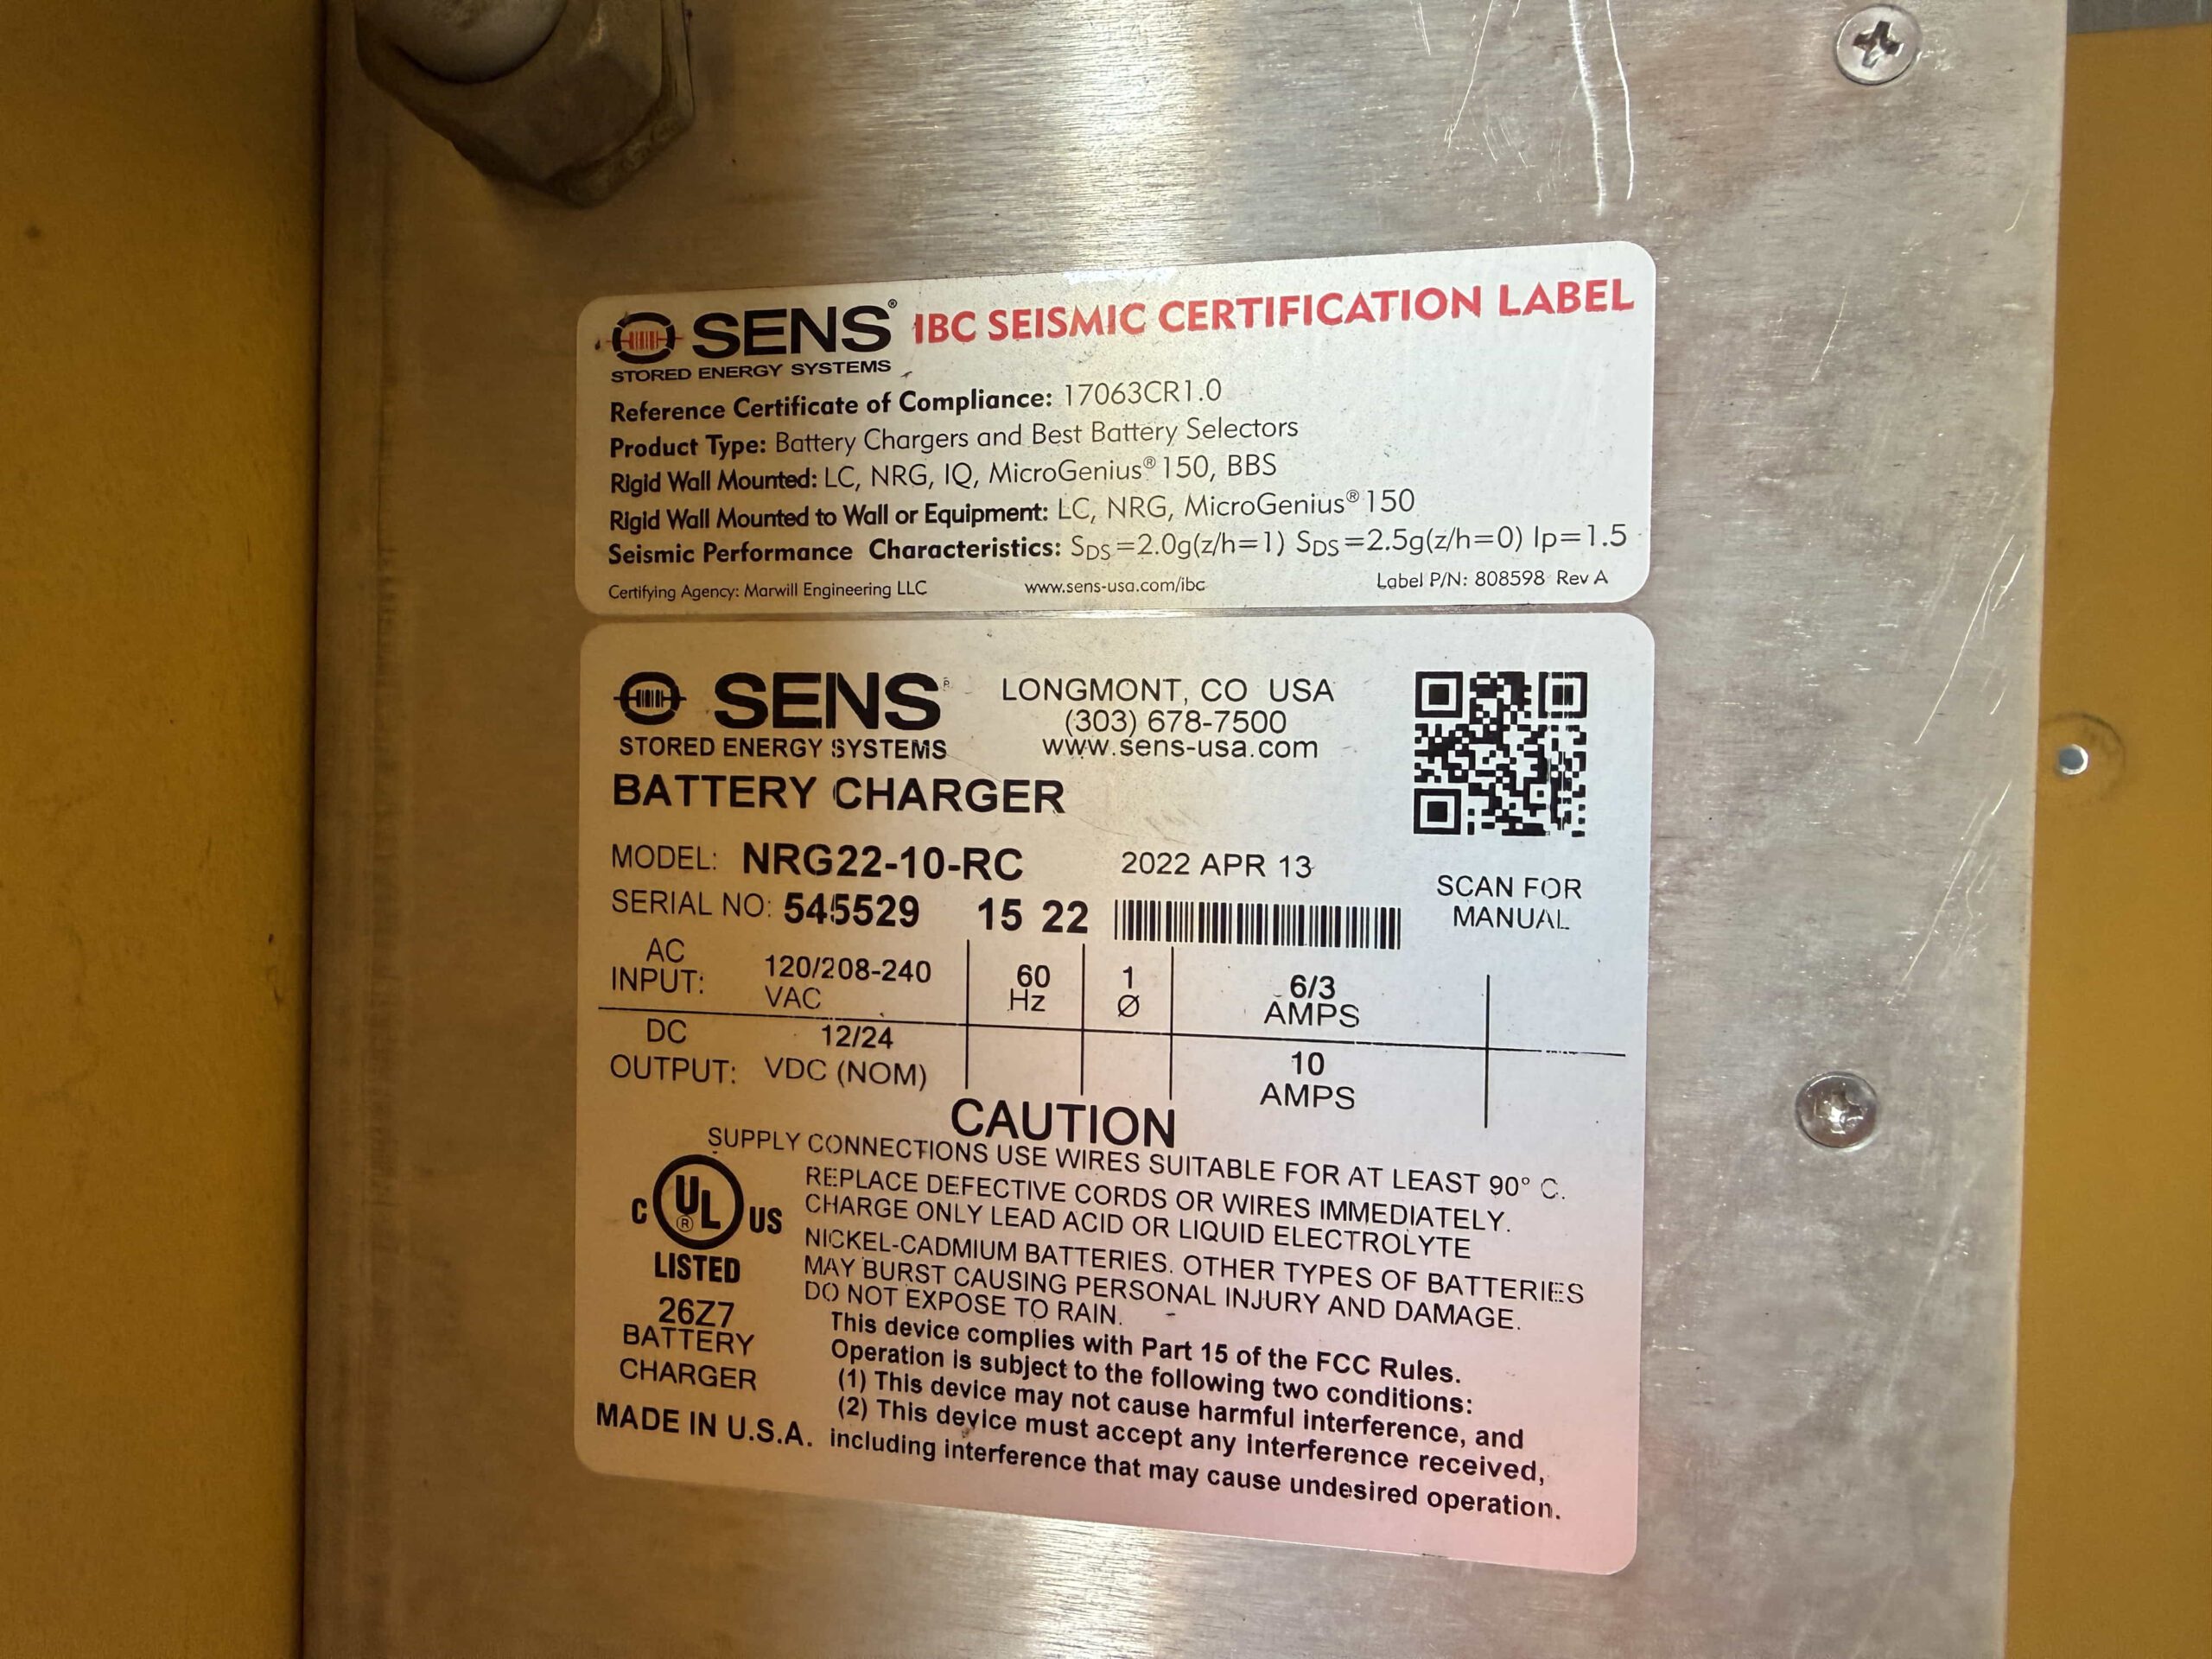 SENS® IBC SEISMIC CERTIFICATION LABEL
STORED ENERGY SYSTEMS
Reference Certificate of Compliance: 17063CR1.0
Product Type: Battery Chargers and Best Battery Selectors
Rigid Wall Mounted: LC, NRG, IQ, MicroGenius® 150, BBS
Rigid Wall Mounted to Wall or Equipment: LC, NRG, MicroGenius® 150
Seismic Performance Characteristics: SDS=2.0g(z/h=1) SDS=2.5g(z/h=0) Ip=1.5
Certifying Agency: Marwill Engineering LLC www.sens-usa.com/ibc Label P/N: 808598 Rev A
SENS® LONGMONT, CO USA
(303) 678-7500
STORED ENERGY SYSTEMS www.sens-usa.com
BATTERY CHARGER
MODEL: NRG22-10-RC 2022 APR 13
SERIAL NO: 545529 15 22
SCAN FOR
MANUAL
AC
INPUT: 120/208-240
VAC
60
Hz
1
Ø
6/3
AMPS
DC
OUTPUT: 12/24
VDC (NOM)
10
AMPS
CAUTION
SUPPLY CONNECTIONS USE WIRES SUITABLE FOR AT LEAST 90° C.
REPLACE DEFECTIVE CORDS OR WIRES IMMEDIATELY.
CHARGE ONLY LEAD ACID OR LIQUID ELECTROLYTE
NICKEL-CADMIUM BATTERIES. OTHER TYPES OF BATTERIES
MAY BURST CAUSING PERSONAL INJURY AND DAMAGE.
DO NOT EXPOSE TO RAIN.
C UL® US
LISTED
26Z7
BATTERY
CHARGER
MADE IN U.S.A.
This device complies with Part 15 of the FCC Rules.
Operation is subject to the following two conditions:
(1) This device may not cause harmful interference, and
(2) This device must accept any interference received,
including interference that may cause undesired operation.